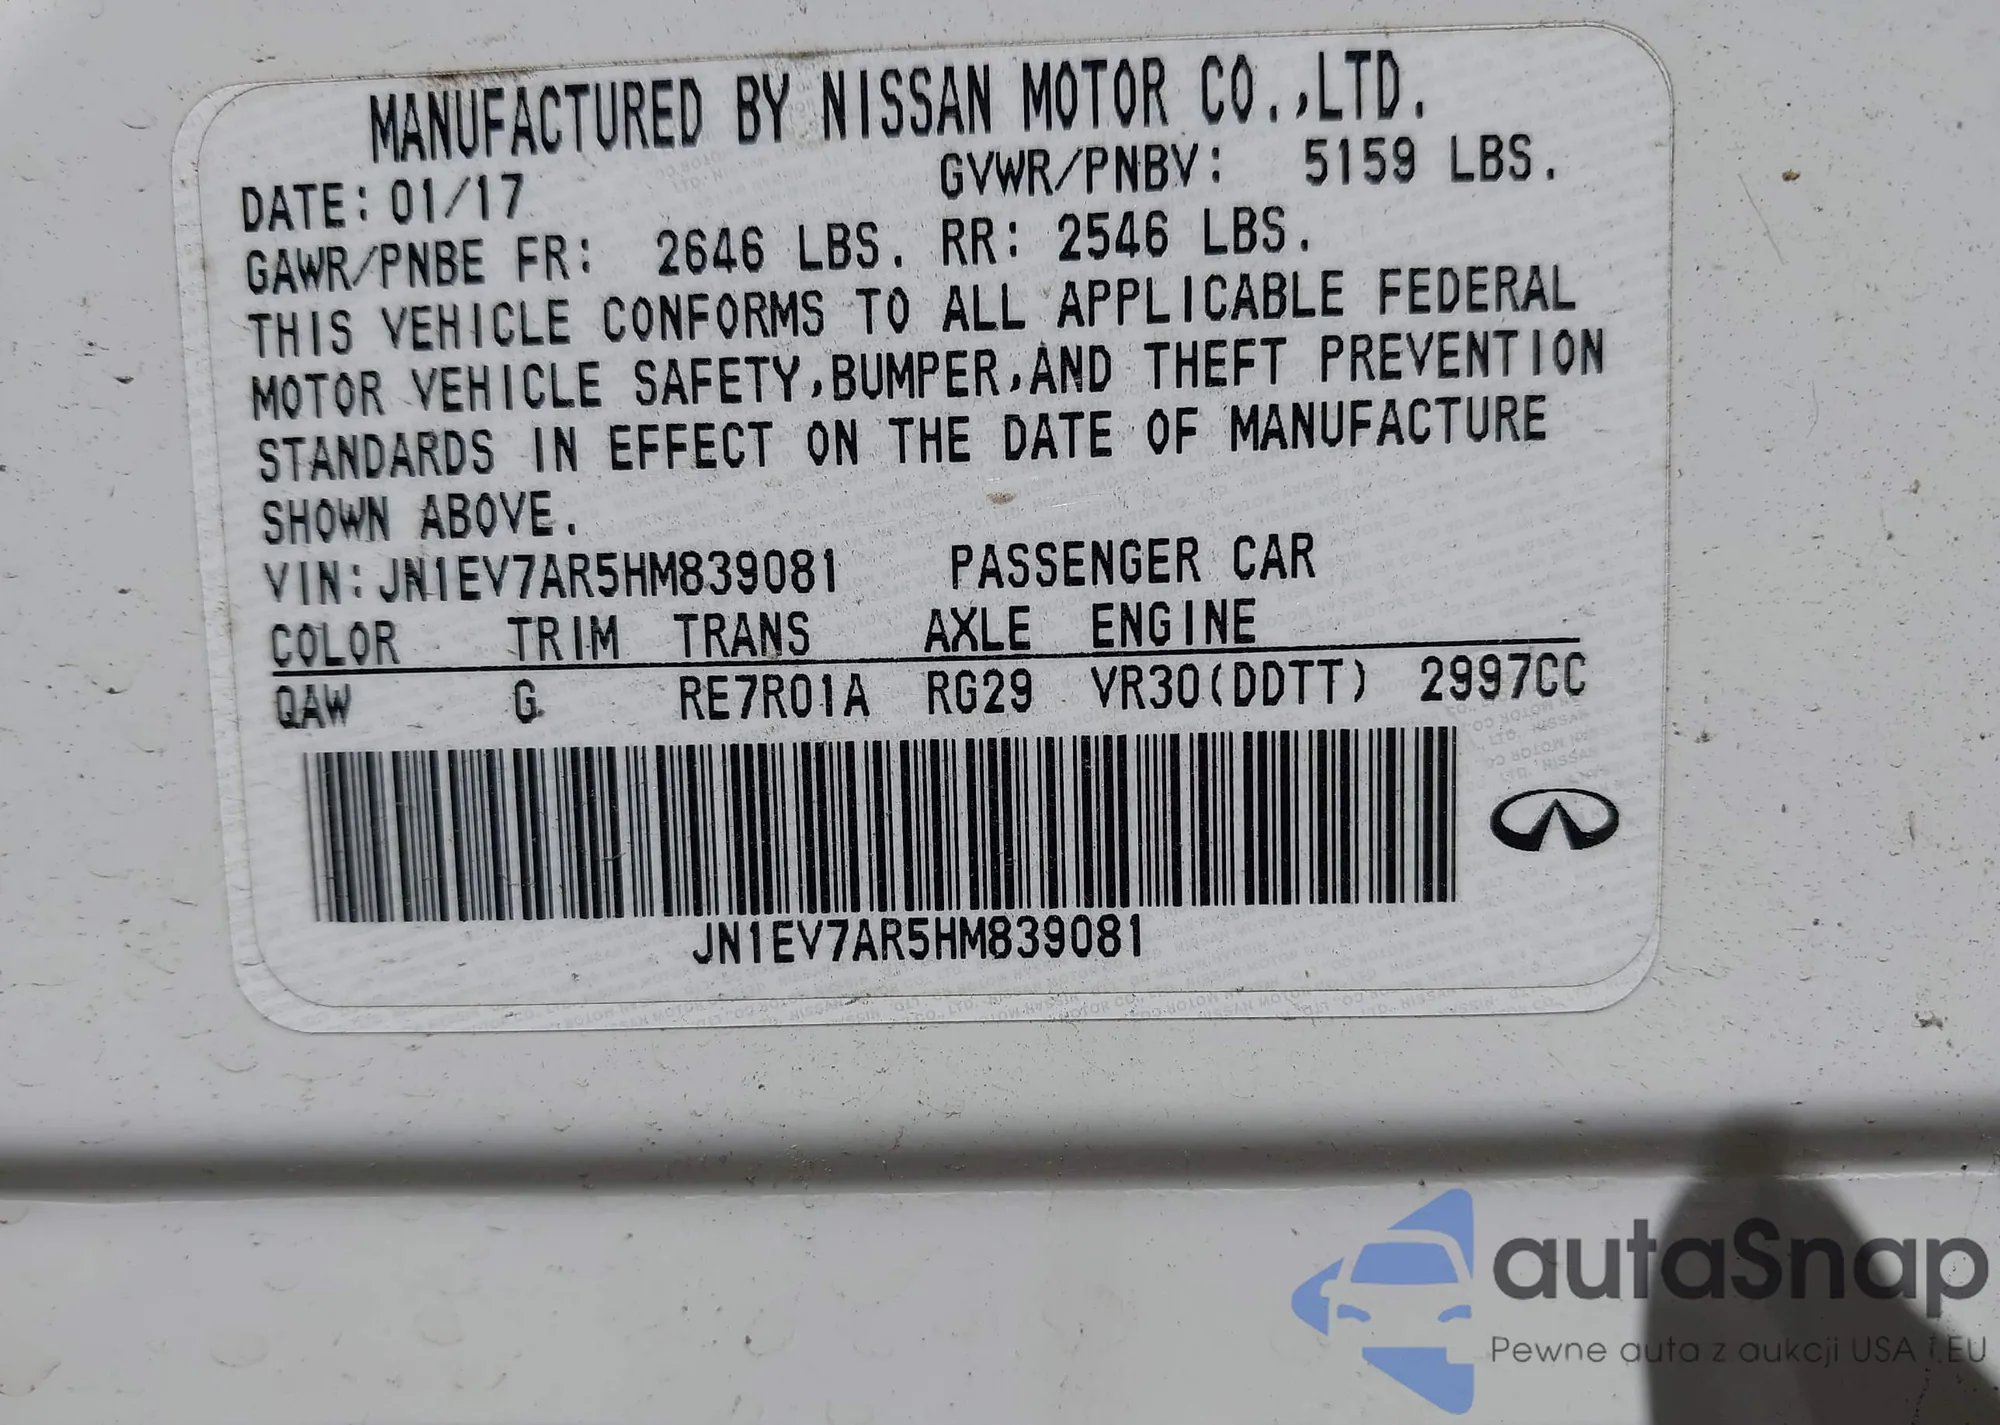 MANUFACTURED BY NISSAN MOTOR CO.,LTD.
DATE: 01/17 GVWR/PNBV: 5159 LBS.
GAWR/PNBE FR: 2646 LBS. RR: 2546 LBS.
THIS VEHICLE CONFORMS TO ALL APPLICABLE FEDERAL
MOTOR VEHICLE SAFETY,BUMPER,AND THEFT PREVENTION
STANDARDS IN EFFECT ON THE DATE OF MANUFACTURE
SHOWN ABOVE.
VIN:JN1EV7AR5HM839081 PASSENGER CAR
COLOR TRIM TRANS AXLE ENGINE
QAW G RE7R01A RG29 VR30(DDTT) 2997CC
JN1EV7AR5HM839081
autaSnap
Pewne auta z aukcji USA i EU